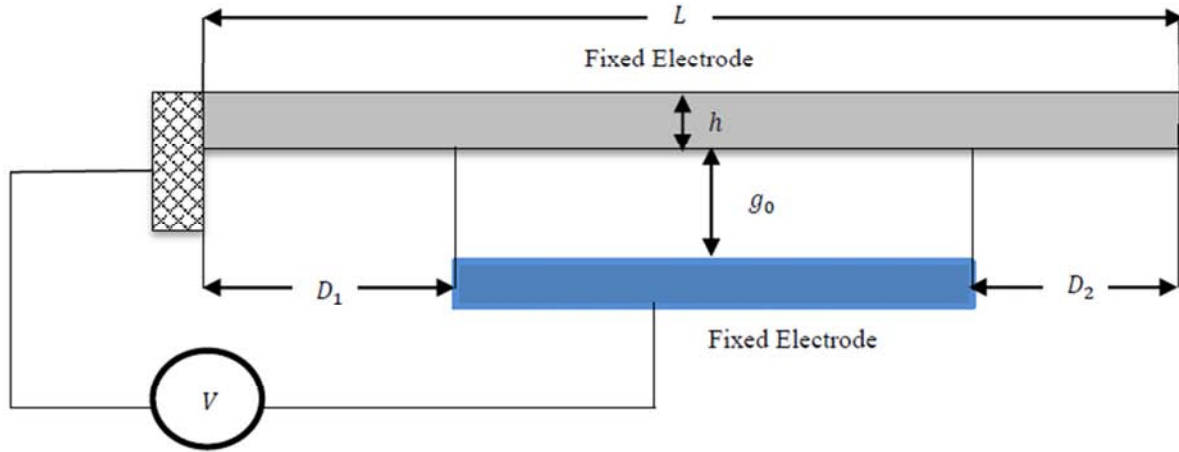 L
Fixed Electrode
h
g₀
D₁
D₂
Fixed Electrode
V